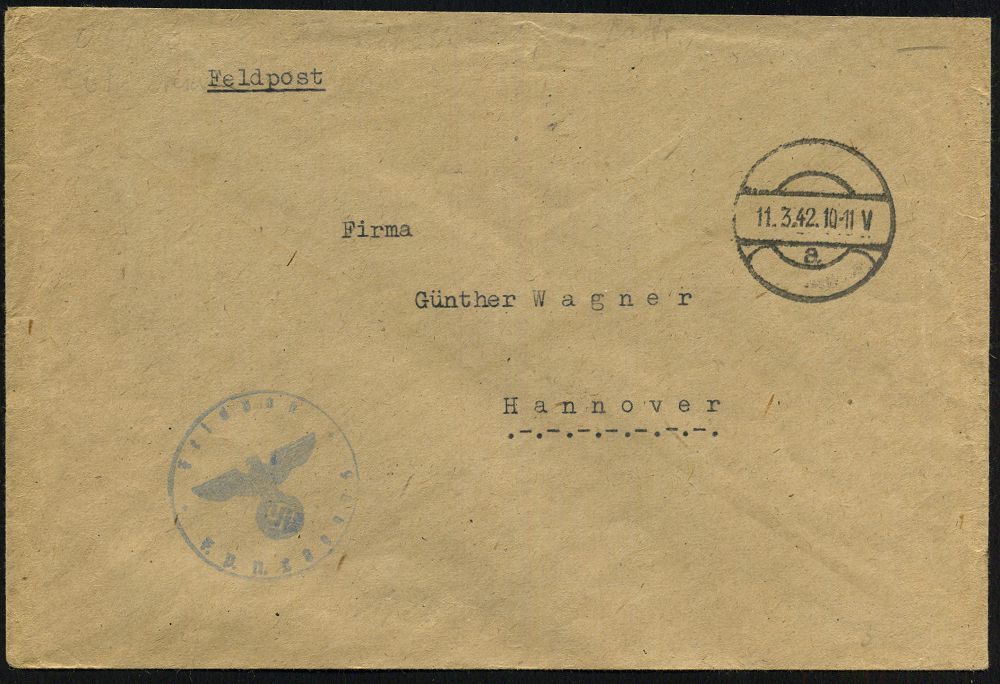 Feldpost
11. 3.42. 10-11 V
a
Firma
Günther W a g n e r
H a n n o v e r
.-.-.-.-.-.-.-.